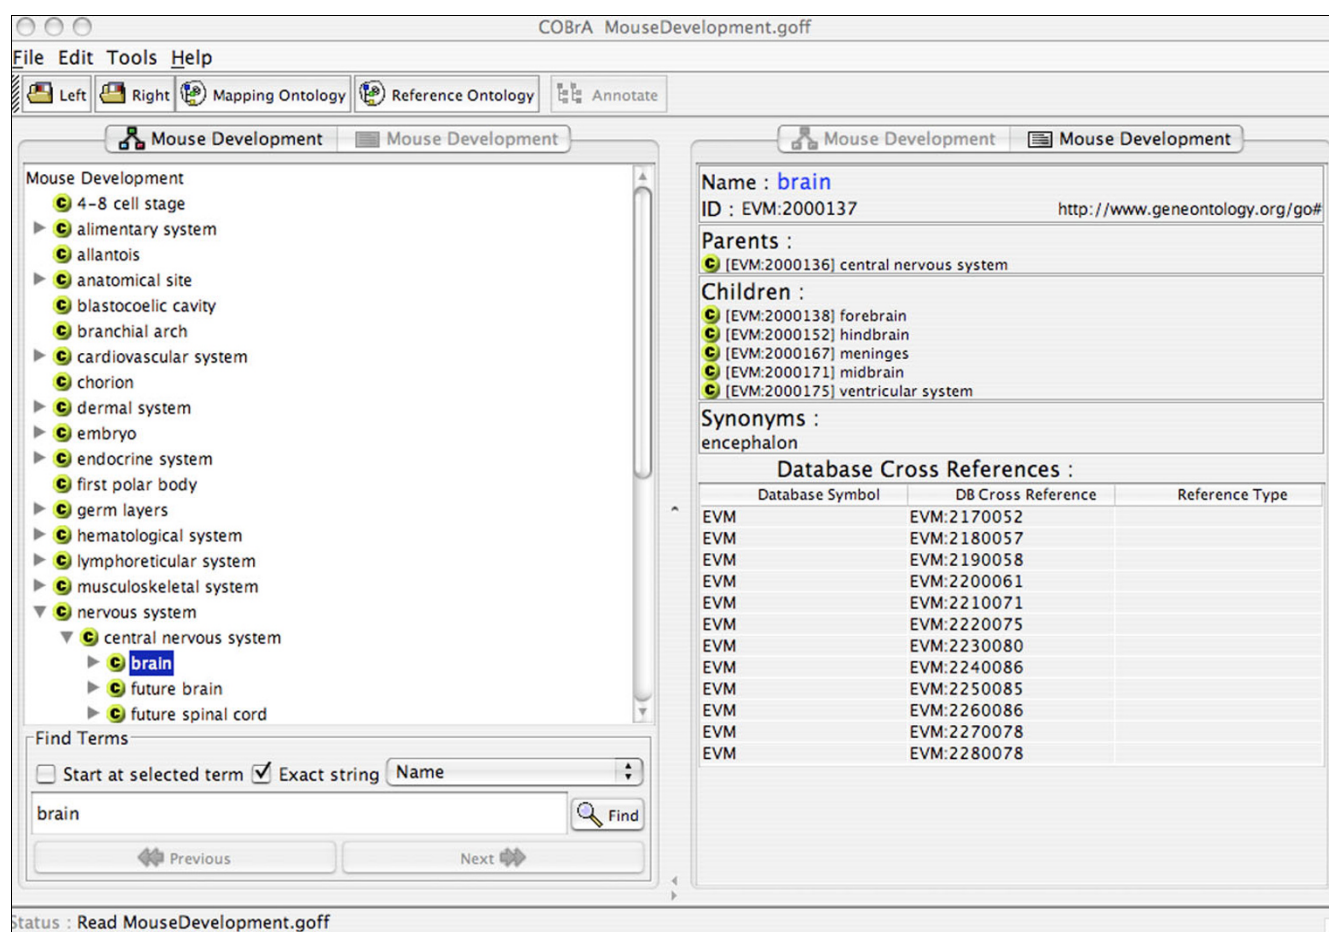 COBrA MouseDevelopment.goff
File Edit Tools Help
Left Right Mapping Ontology Reference Ontology Annotate
Mouse Development Mouse Development
Mouse Development
4-8 cell stage
alimentary system
allantois
anatomical site
blastocoelic cavity
branchial arch
cardiovascular system
chorion
dermal system
embryo
endocrine system
first polar body
germ layers
hematological system
lymphoreticular system
musculoskeletal system
nervous system
central nervous system
brain
future brain
future spinal cord
Find Terms
Start at selected term Exact string Name
brain Find
Previous Next
Mouse Development Mouse Development
Name : brain
ID : EVM:2000137 http://www.geneontology.org/go#
Parents :
[EVM:2000136] central nervous system
Children :
[EVM:2000138] forebrain
[EVM:2000152] hindbrain
[EVM:2000167] meninges
[EVM:2000171] midbrain
[EVM:2000175] ventricular system
Synonyms :
encephalon
Database Cross References :
Database Symbol DB Cross Reference Reference Type
EVM EVM:2170052
EVM EVM:2180057
EVM EVM:2190058
EVM EVM:2200061
EVM EVM:2210071
EVM EVM:2220075
EVM EVM:2230080
EVM EVM:2240086
EVM EVM:2250085
EVM EVM:2260086
EVM EVM:2270078
EVM EVM:2280078
Status : Read MouseDevelopment.goff